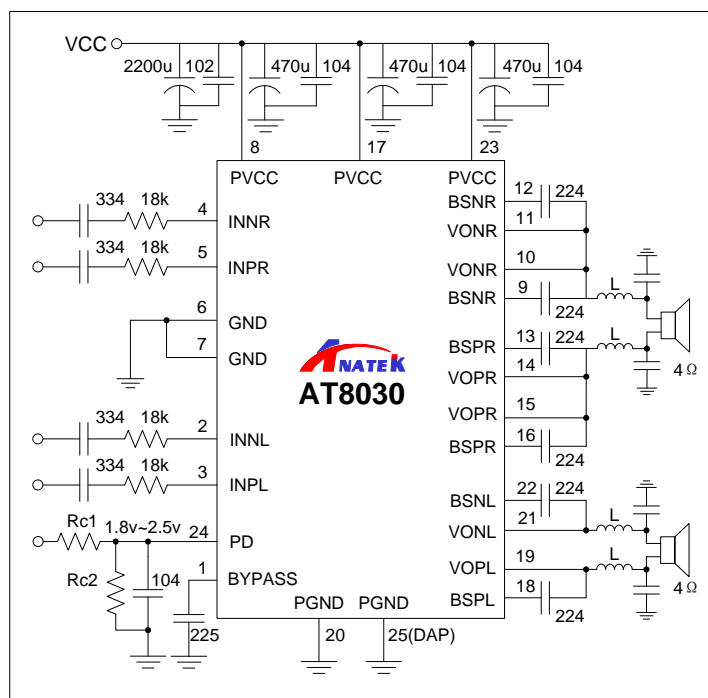 VCC
2200u 102 470u 104 470u 104 470u 104
8 17 23
PVCC PVCC PVCC
334 18k 4 INNR
334 18k 5 INPR
6 GND
7 GND
334 18k 2 INNL
334 18k 3 INPL
Rc1 1.8v~2.5v 24 PD
Rc2 104 1 BYPASS
225
ANATEK
AT8030
BSNR 12 224
VONR 11
VONR 10
BSNR 9 224 L
BSPR 13 224 L
4Ω
VOPR 14
VOPR 15
BSPR 16 224
BSNL 22 224
VONL 21 L
VOPL 19 L
4Ω
BSPL 18 224
PGND PGND
20 25(DAP)